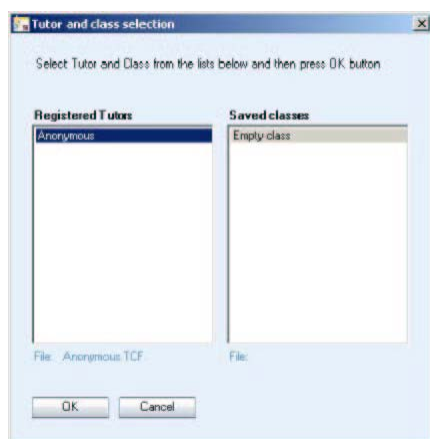 Tutor and class selection
Select Tutor and Class from the lists below and then press OK button
Registered Tutors
Saved classes
Anonymous
Empty class
File: Anonymous TCF
File:
OK
Cancel